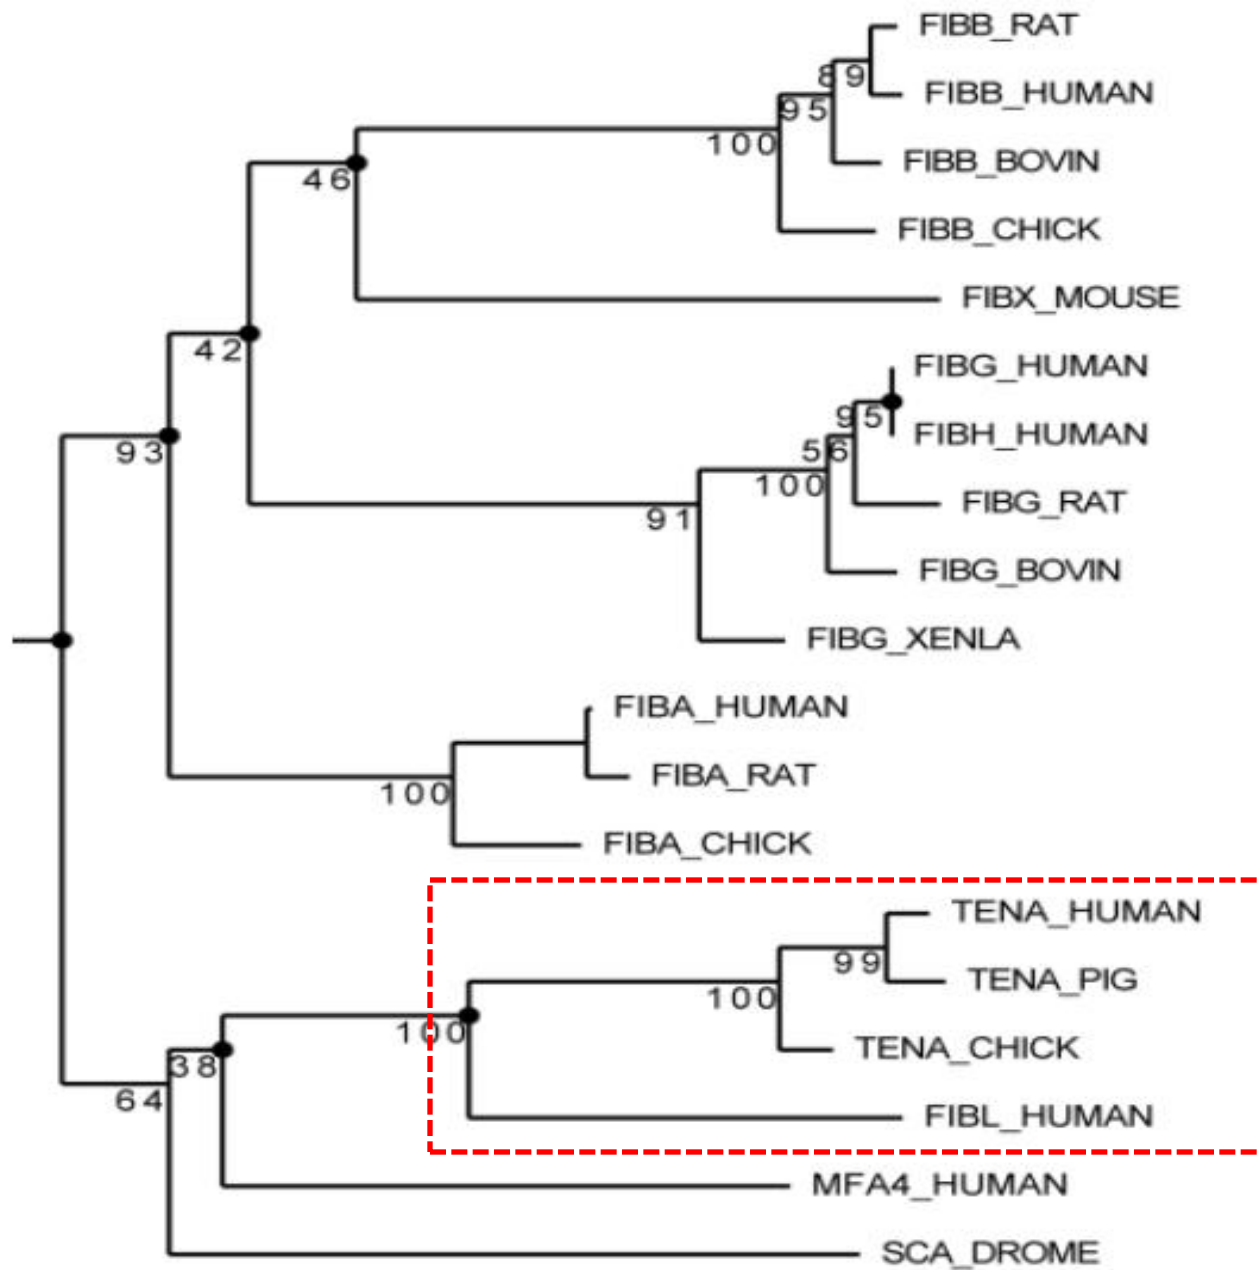 FIBB_RAT
89
FIBB_HUMAN
95
100
FIBB_BOVIN
46
FIBB_CHICK
FIBX_MOUSE
42
FIBG_HUMAN
95
FIBH_HUMAN
93
56
100
FIBG_RAT
91
FIBG_BOVIN
FIBG_XENLA
FIBA_HUMAN
FIBA_RAT
100
FIBA_CHICK
TENA_HUMAN
99
TENA_PIG
100
100
TENA_CHICK
38
64
FIBL_HUMAN
MFA4_HUMAN
SCA_DROME